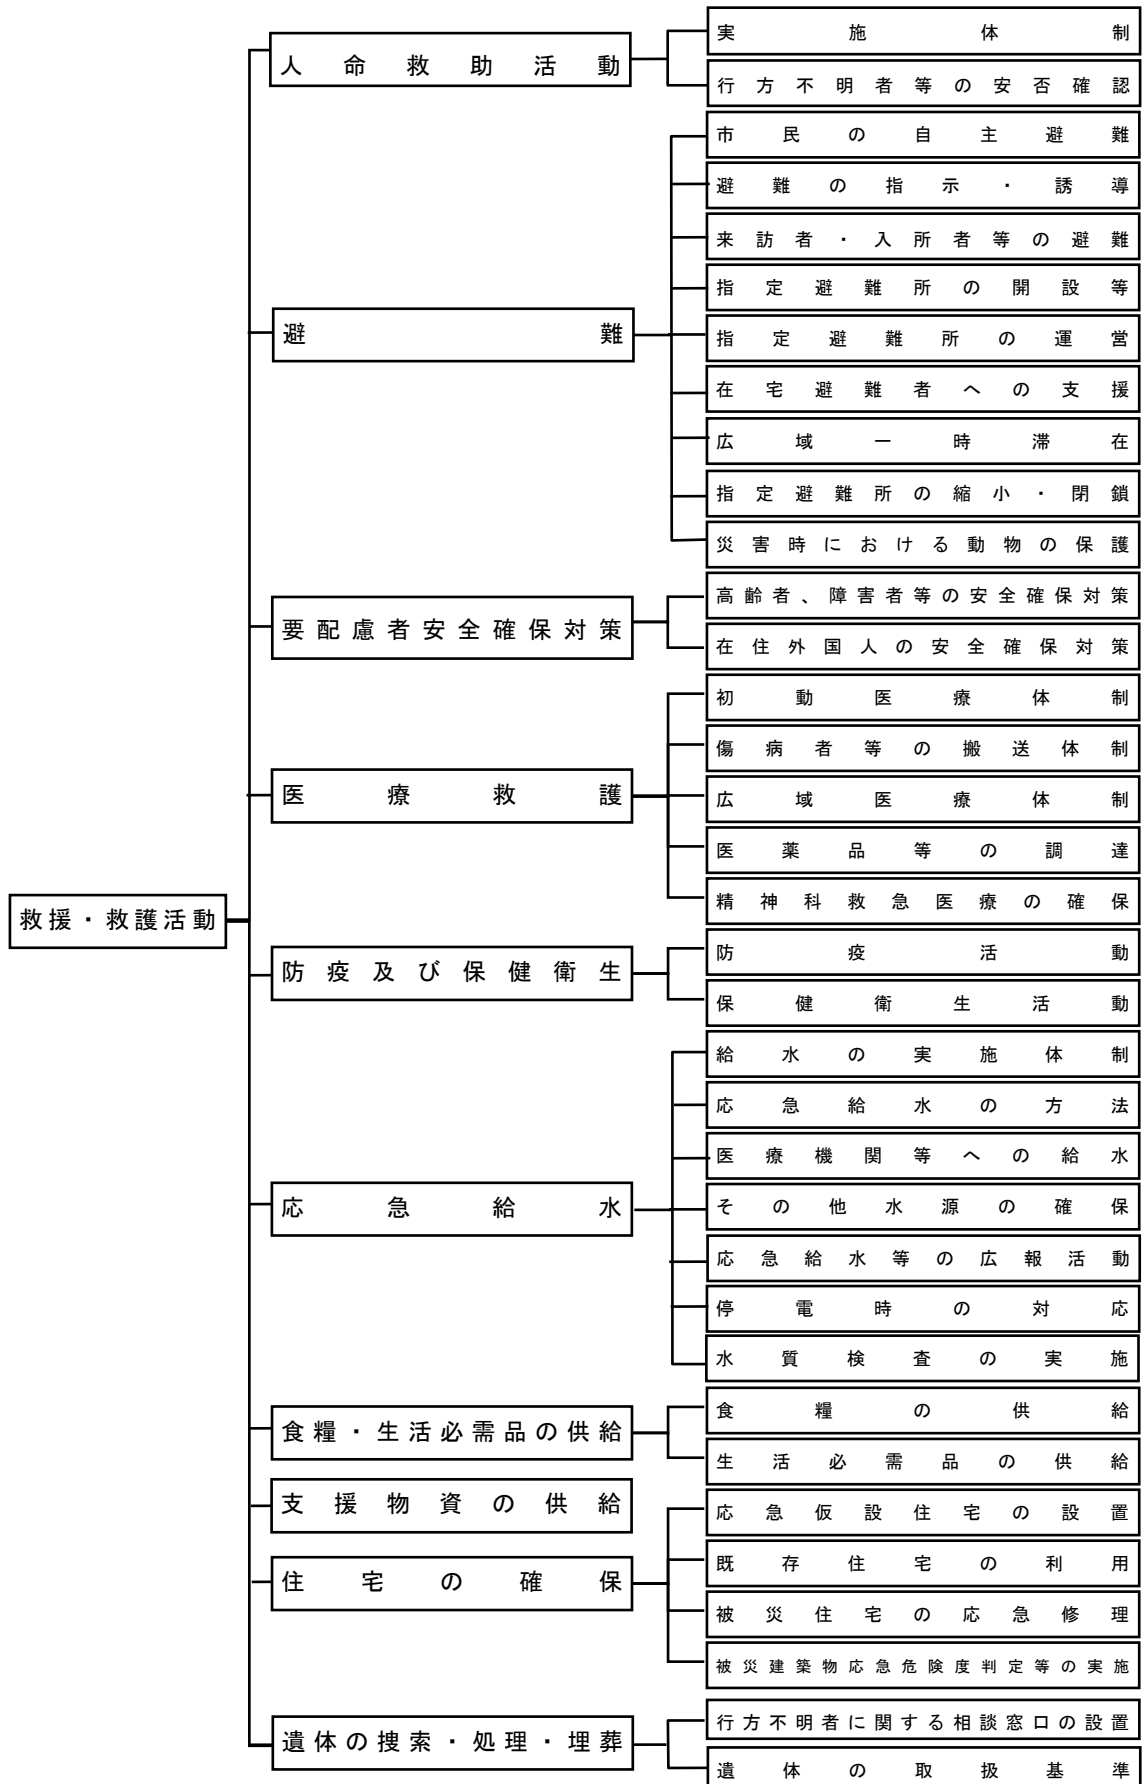 救援・救護活動
人命救助活動
実施体制
行方不明者等の安否確認
避難
市民の自主避難
避難の指示・誘導
来訪者・入所者等の避難
指定避難所の開設等
指定避難所の運営
在宅避難者への支援
広域一時滞在
指定避難所の縮小・閉鎖
災害時における動物の保護
要配慮者安全確保対策
高齢者、障害者等の安全確保対策
在住外国人の安全確保対策
医療救護
初動医療体制
傷病者等の搬送体制
広域医療体制
医薬品等の調達
精神科救急医療の確保
防疫及び保健衛生
防疫活動
保健衛生活動
応急給水
給水の実施体制
応急給水の方法
医療機関等への給水
その他水源の確保
応急給水等の広報活動
停電時の対応
水質検査の実施
食糧・生活必需品の供給
食糧の供給
生活必需品の供給
支援物資の供給
住宅の確保
応急仮設住宅の設置
既存住宅の利用
被災住宅の応急修理
被災建築物応急危険度判定等の実施
遺体の捜索・処理・埋葬
行方不明者に関する相談窓口の設置
遺体の取扱基準